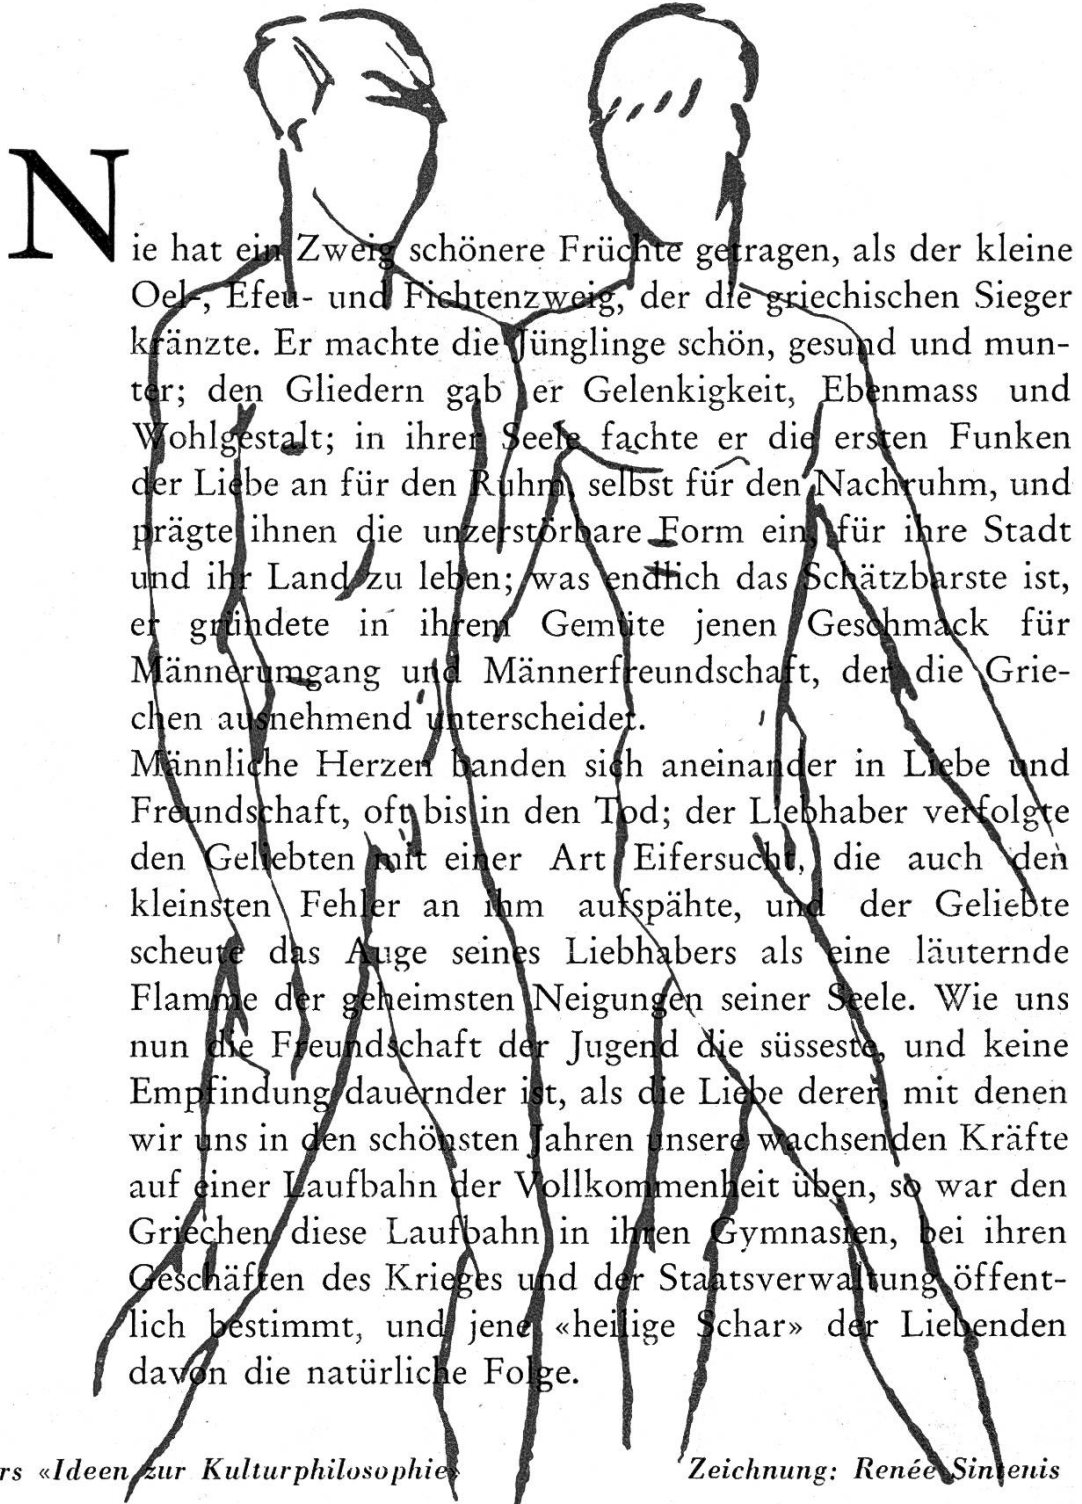 Nie hat ein Zweig schönere Früchte getragen, als der kleine
Oel-, Efeu- und Fichtenzweig, der die griechischen Sieger
kränzte. Er machte die Jünglinge schön, gesund und mun-
ter; den Gliedern gab er Gelenkigkeit, Ebenmass und
Wohlgestalt; in ihrer Seele fachte er die ersten Funken
der Liebe an für den Ruhm, selbst für den Nachruhm, und
prägte ihnen die unzerstörbare Form ein, für ihre Stadt
und ihr Land zu leben; was endlich das Schätzbarste ist,
er gründete in ihrem Gemüte jenen Geschmack für
Männerumgang und Männerfreundschaft, der die Grie-
chen ausnehmend unterscheidet.
Männliche Herzen banden sich aneinander in Liebe und
Freundschaft, oft bis in den Tod; der Liebhaber verfolgte
den Geliebten mit einer Art Eifersucht, die auch den
kleinsten Fehler an ihm aufspähte, und der Geliebte
scheute das Auge seines Liebhabers als eine läuternde
Flamme der geheimsten Neigungen seiner Seele. Wie uns
nun die Freundschaft der Jugend die süsseste, und keine
Empfindung dauernder ist, als die Liebe derer, mit denen
wir uns in den schönsten Jahren unsere wachsenden Kräfte
auf einer Laufbahn der Vollkommenheit üben, so war den
Griechen diese Laufbahn in ihren Gymnasien, bei ihren
Geschäften des Krieges und der Staatsverwaltung öffent-
lich bestimmt, und jene «heilige Schar» der Liebenden
davon die natürliche Folge.
rs «Ideen zur Kulturphilosophie» Zeichnung: Renée Sintenis